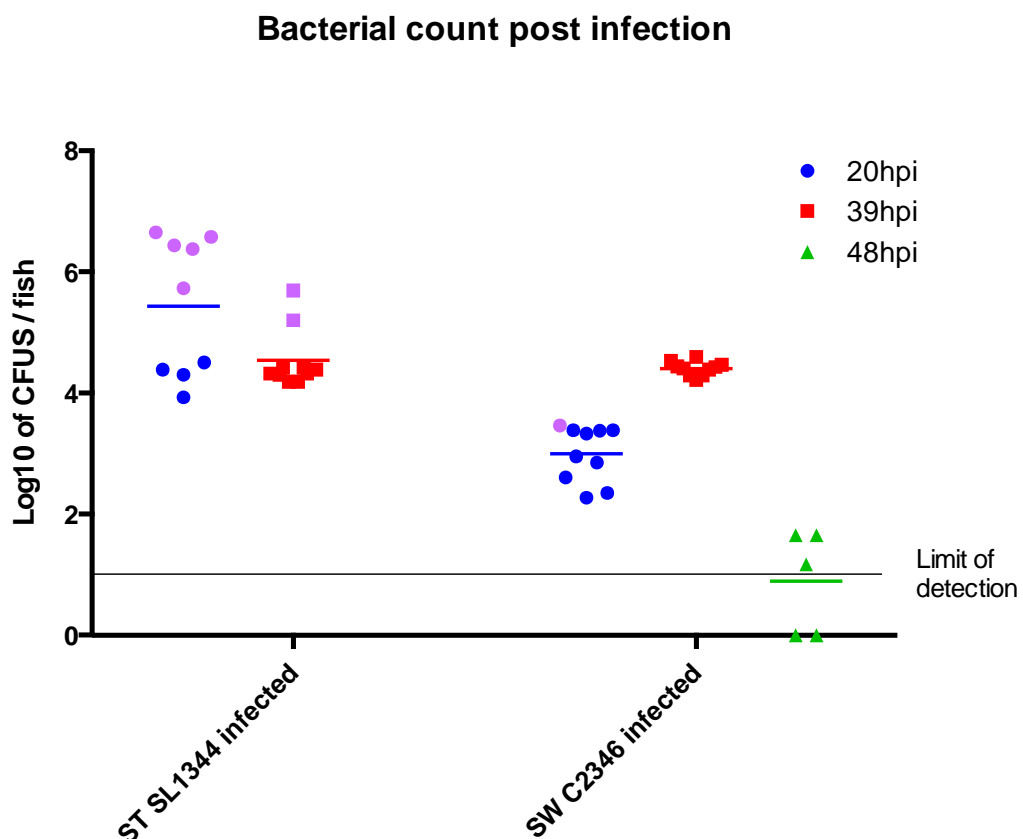 Bacterial count post infection
8
6
4
2
0
Log10 of CFUS / fish
20hpi
39hpi
48hpi
Limit of
detection
ST SL1344 infected
SW C2346 infected